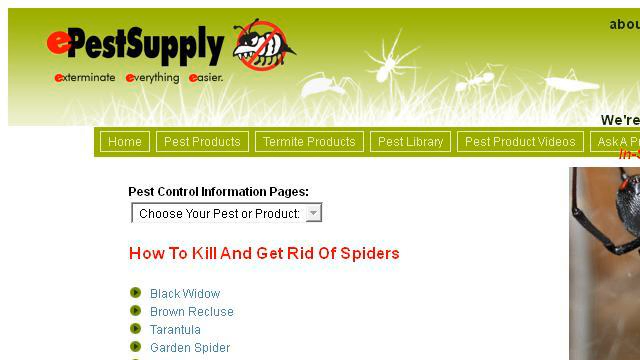 abou
ePestSupply
exterminate everything easier.
We're
Home Pest Products Termite Products Pest Library Pest Product Videos Ask A P
Pest Control Information Pages:
Choose Your Pest or Product:
How To Kill And Get Rid Of Spiders
Black Widow
Brown Recluse
Tarantula
Garden Spider